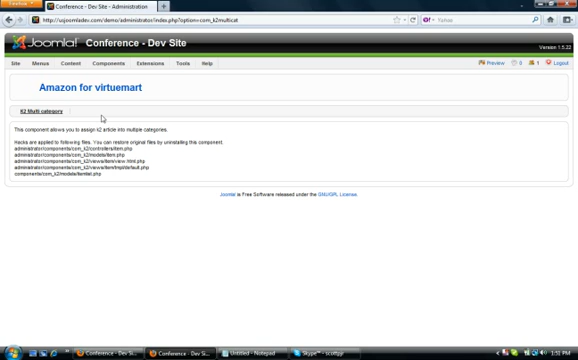 Firefox
Conference - Dev Site - Administration
http://usjoomladev.com/demo/administrator/index.php?option=com_k2multicat
Yahoo
Joomla! Conference - Dev Site
Version 1.5.22
Site Menus Content Components Extensions Tools Help Preview 0 1 Logout
Amazon for virtuemart
K2 Multi category
This component allows you to assign k2 article into multiple categories.
Hacks are applied to following files. You can restore original files by uninstalling this component.
administrator/components/com_k2/controllers/item.php
administrator/components/com_k2/models/item.php
administrator/components/com_k2/views/item/view.html.php
administrator/components/com_k2/views/item/tmpl/default.php
components/com_k2/models/itemlist.php
Joomla! is Free Software released under the GNU/GPL License.
Conference - Dev Si... Conference - Dev Si... Untitled - Notepad Skype™ - scottpp 1:51 PM